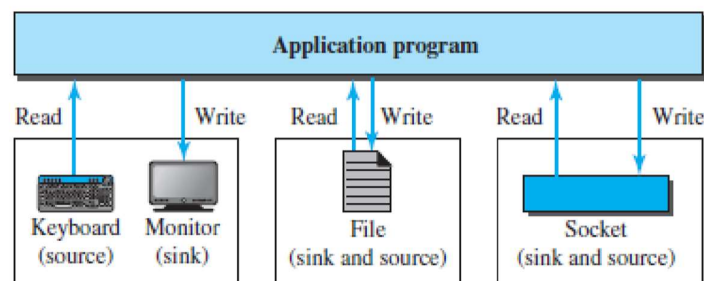 Application program
Read Write Read Write Read Write
Keyboard Monitor File Socket
(source) (sink) (sink and source) (sink and source)